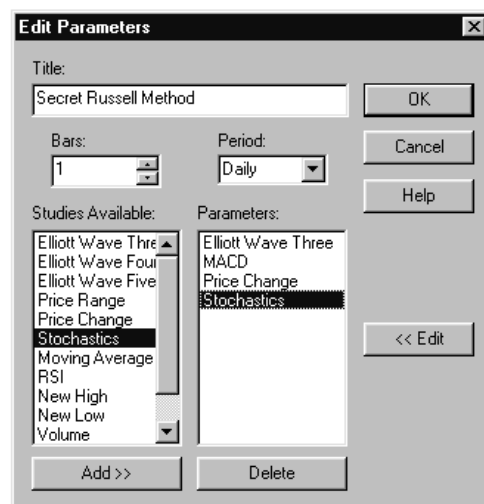 Edit Parameters
Title:
Secret Russell Method
OK
Bars:
Period:
Cancel
1
Daily
Help
Studies Available:
Parameters:
Elliott Wave Thre
Elliott Wave Four
Elliott Wave Five
Price Range
Price Change
Stochastics
Moving Average
RSI
New High
New Low
Volume
Elliott Wave Three
MACD
Price Change
Stochastics
<< Edit
Add >>
Delete